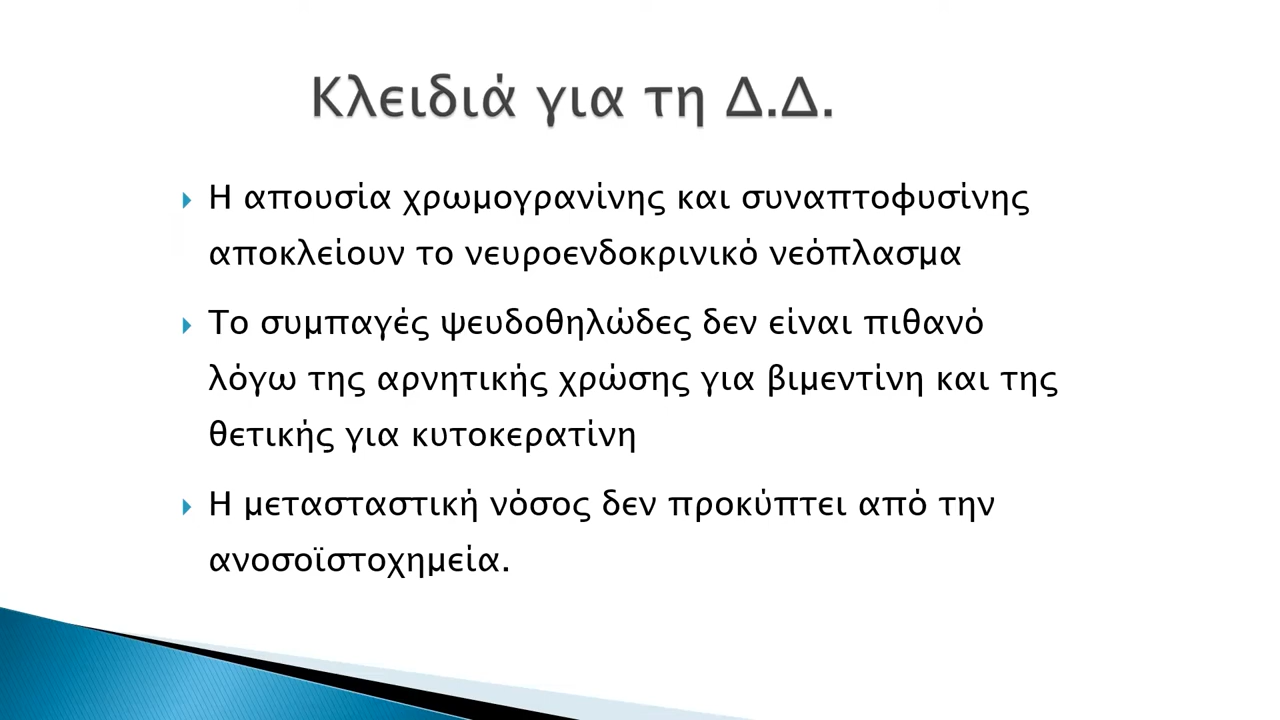 Κλειδιά για τη Δ.Δ.
Η απουσία χρωμογρανίνης και συναπτοφυσίνης
αποκλείουν το νευροενδοκρινικό νεόπλασμα
Το συμπαγές ψευδοθηλώδες δεν είναι πιθανό
λόγω της αρνητικής χρώσης για βιμεντίνη και της
θετικής για κυτοκερατίνη
Η μεταστατική νόσος δεν προκύπτει από την
ανοσοϊστοχημεία.